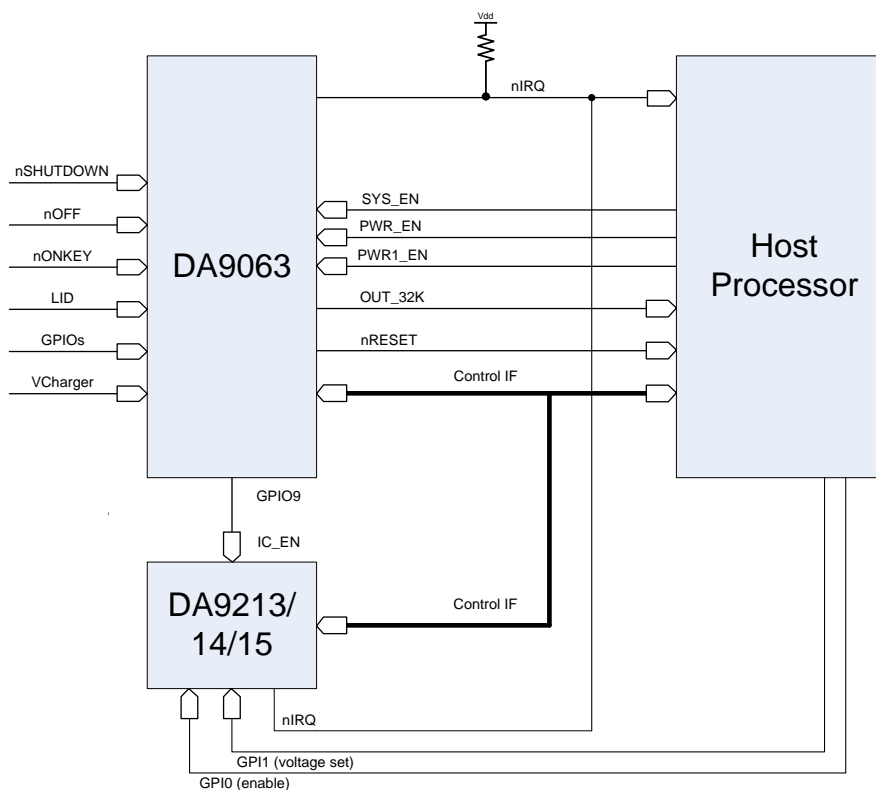 Vdd
nIRQ
nSHUTDOWN
SYS_EN
nOFF
PWR_EN
nONKEY
DA9063
PWR1_EN
Host
Processor
LID
OUT_32K
GPIOs
nRESET
VCharger
Control IF
GPIO9
IC_EN
DA9213/
14/15
Control IF
nIRQ
GPI1 (voltage set)
GPI0 (enable)